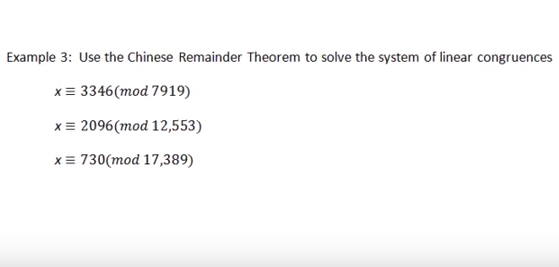 Example 3: Use the Chinese Remainder Theorem to solve the system of linear congruences
x ≡ 3346(mod 7919)
x ≡ 2096(mod 12,553)
x ≡ 730(mod 17,389)